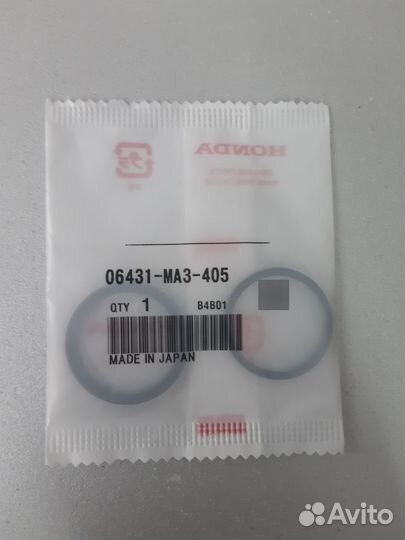 HONDA
06431-MA3-405
QTY 1 B4B01
MADE IN JAPAN
Avito